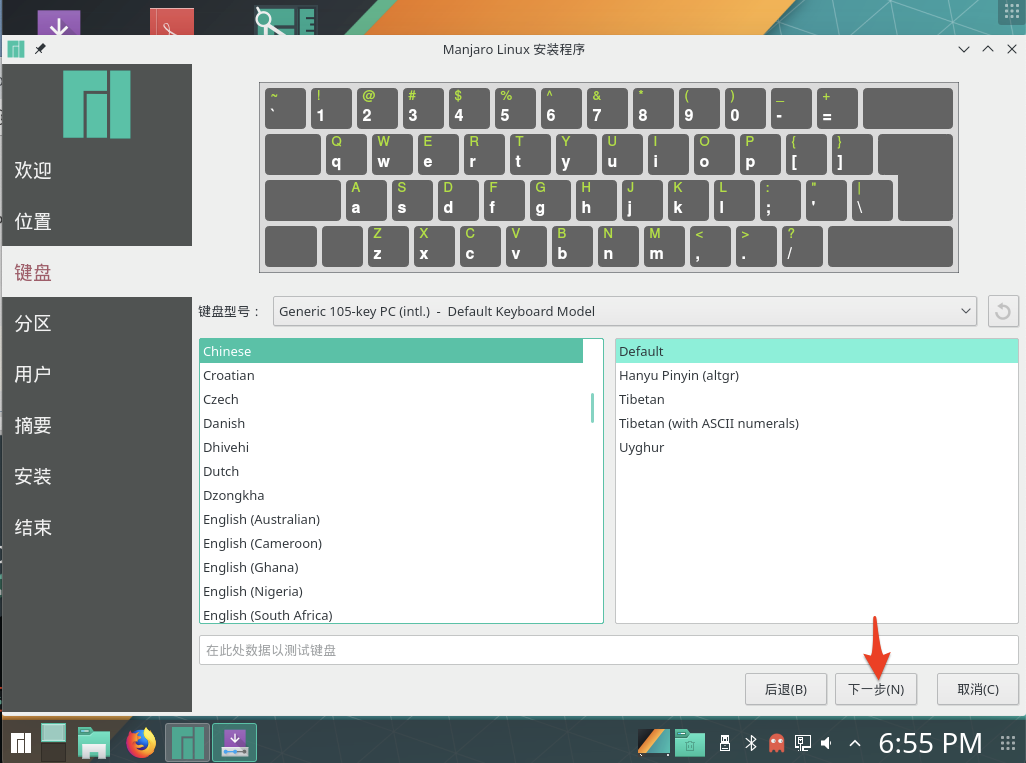 Manjaro Linux 安装程序
欢迎
位置
键盘
分区
用户
摘要
安装
结束
~ ! @ # $ % ^ & * ( ) _ +
` 1 2 3 4 5 6 7 8 9 0 - =
Q W E R T Y U I O P { }
q w e r t y u i o p [ ]
A S D F G H J K L : " |
a s d f g h j k l ; ' \
Z X C V B N M < > ?
z x c v b n m , . /
键盘型号：
Generic 105-key PC (intl.)  -  Default Keyboard Model
Chinese
Croatian
Czech
Danish
Dhivehi
Dutch
Dzongkha
English (Australian)
English (Cameroon)
English (Ghana)
English (Nigeria)
English (South Africa)
Default
Hanyu Pinyin (altgr)
Tibetan
Tibetan (with ASCII numerals)
Uyghur
在此处数据以测试键盘
后退(B)
下一步(N)
取消(C)
6:55 PM